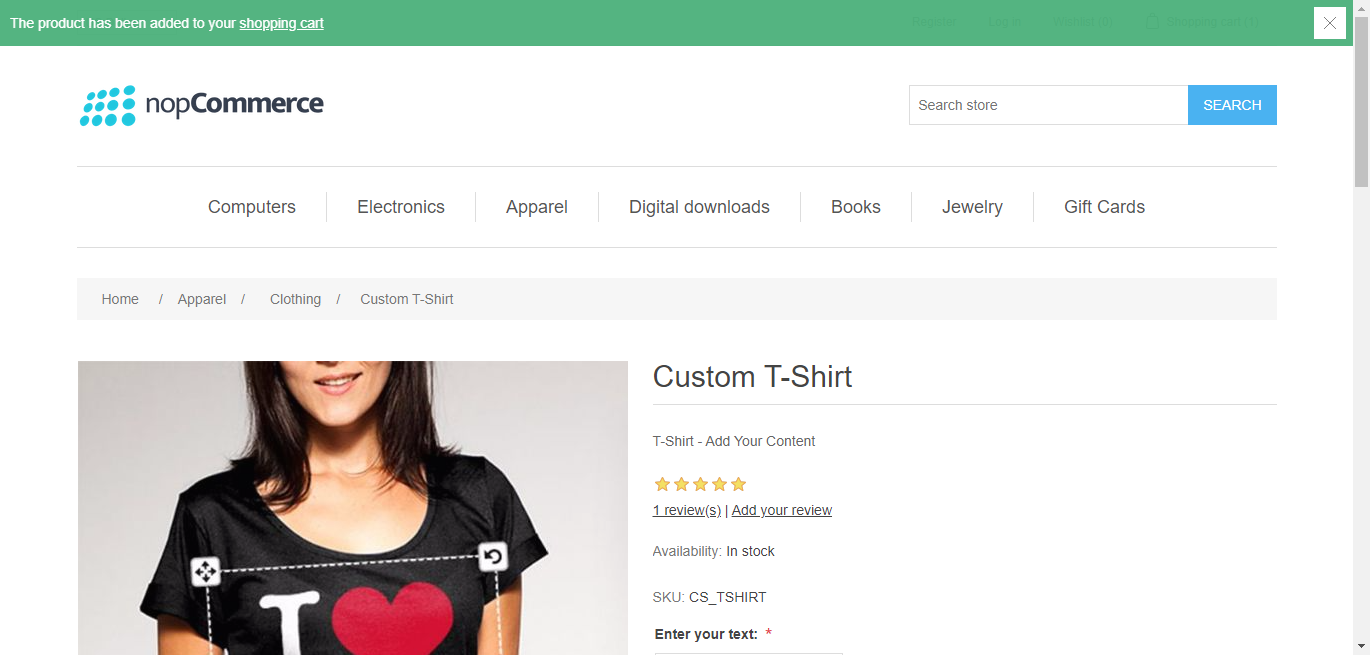 The product has been added to your shopping cart
Register Log in Wishlist (0) Shopping cart (1)
nopCommerce
Search store SEARCH
Computers Electronics Apparel Digital downloads Books Jewelry Gift Cards
Home / Apparel / Clothing / Custom T-Shirt
Custom T-Shirt
T-Shirt - Add Your Content
1 review(s) | Add your review
Availability: In stock
SKU: CS_TSHIRT
Enter your text: *
I